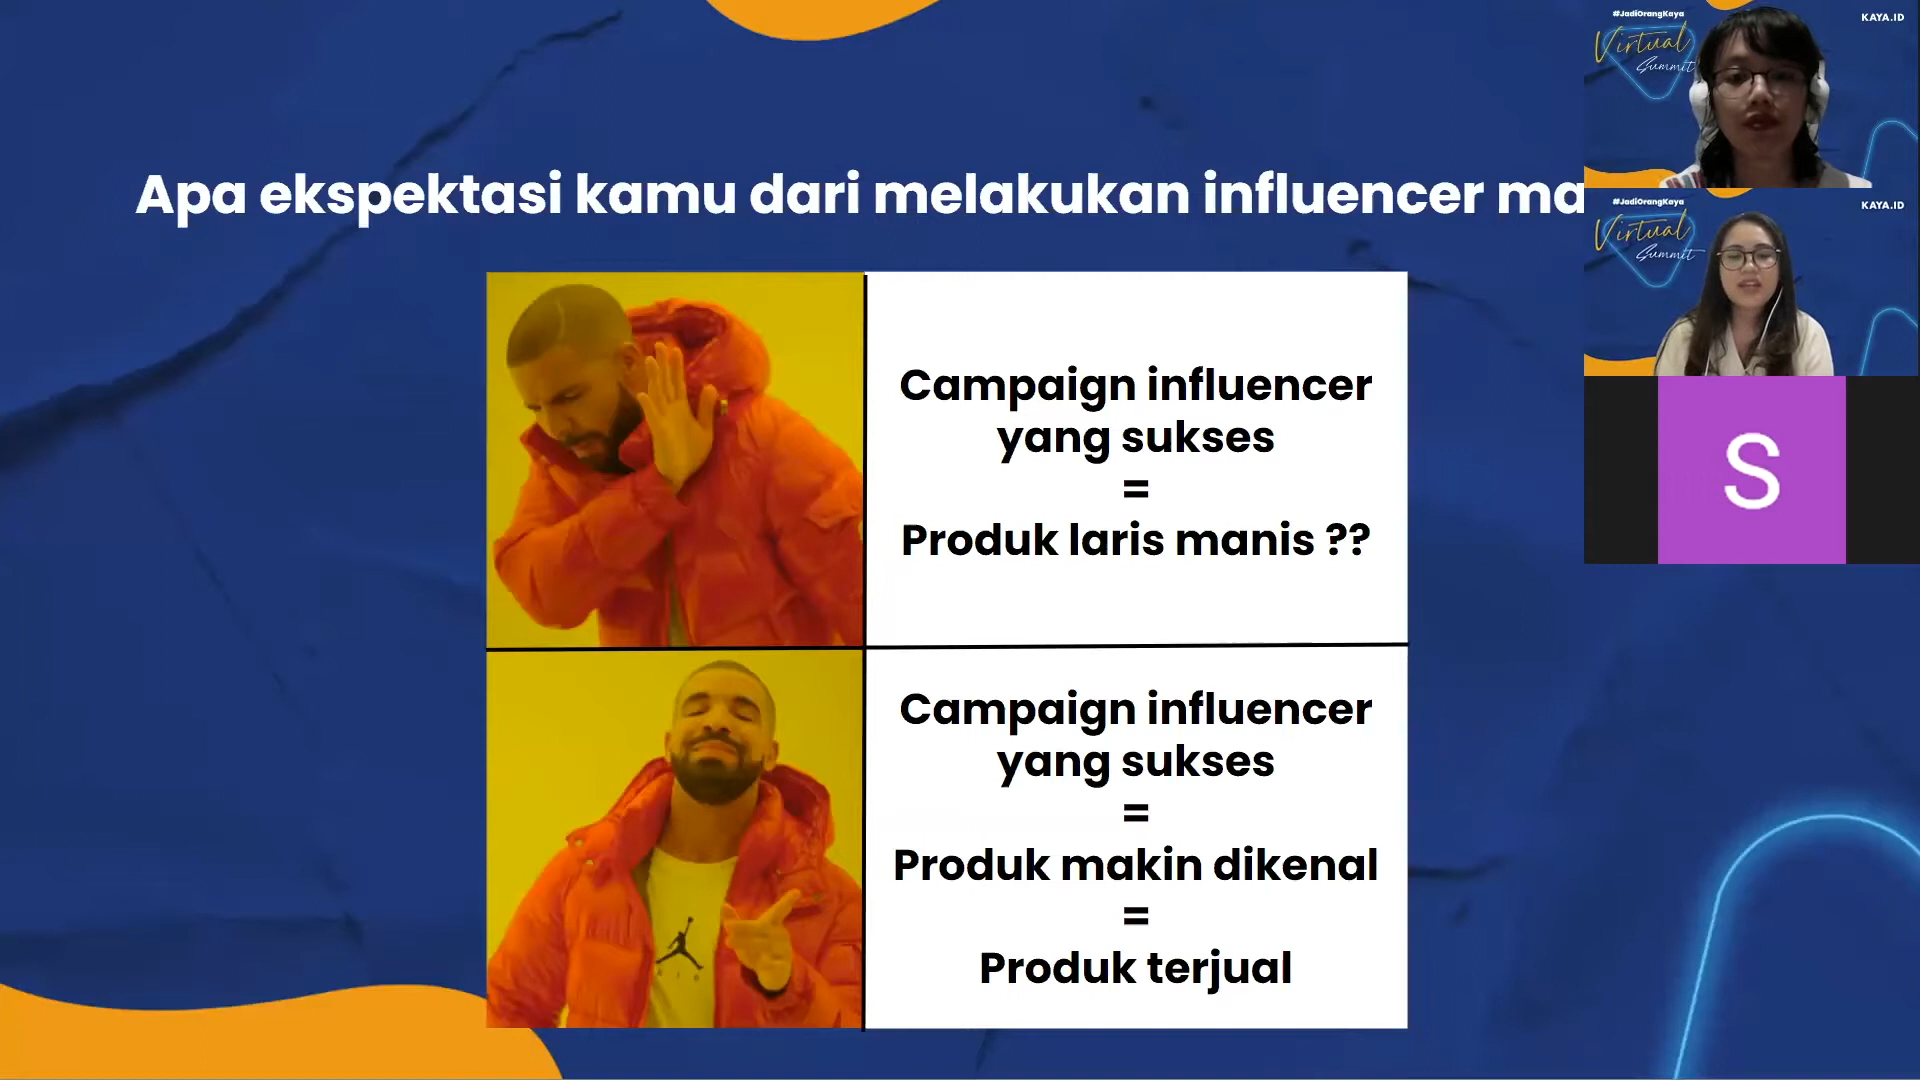 Apa ekspektasi kamu dari melakukan influencer ma
Campaign influencer
yang sukses
=
Produk laris manis ??
Campaign influencer
yang sukses
=
Produk makin dikenal
=
Produk terjual
#JadiOrangKaya
Virtual
Summit
KAYA.ID
#JadiOrangKaya
Virtual
Summit
KAYA.ID
S